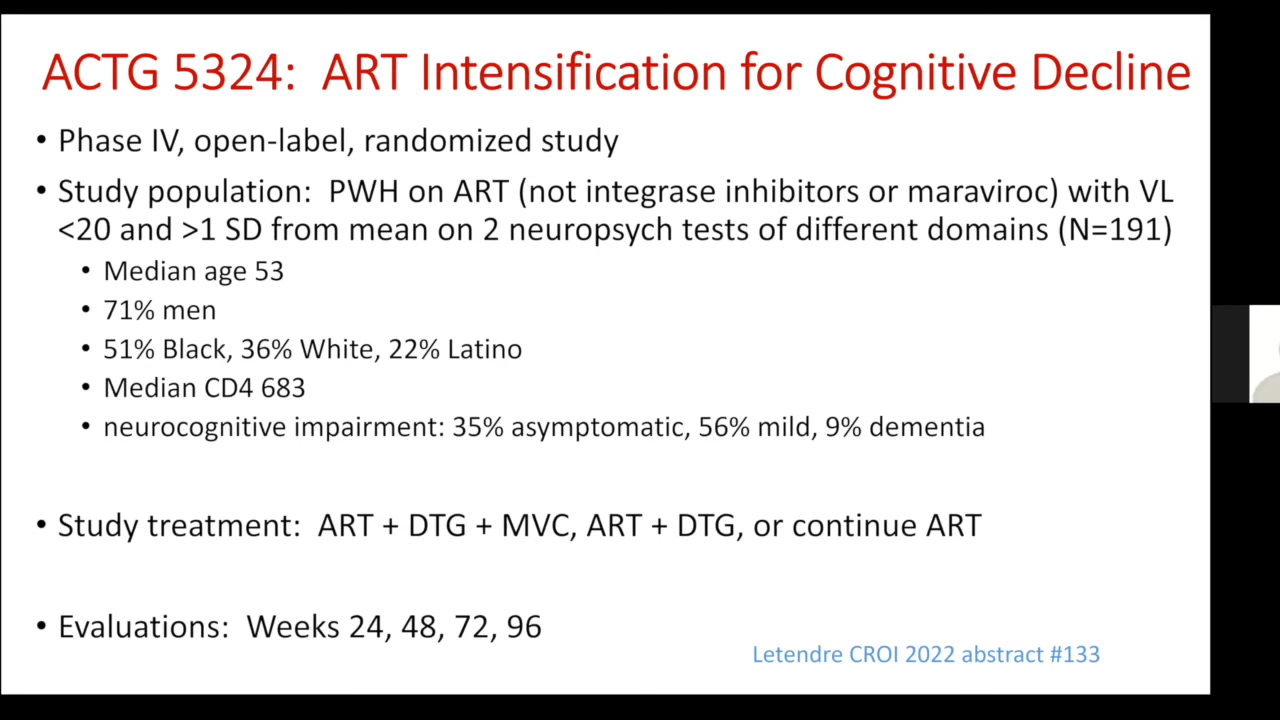 ACTG 5324: ART Intensification for Cognitive Decline
• Phase IV, open-label, randomized study
• Study population: PWH on ART (not integrase inhibitors or maraviroc) with VL
<20 and >1 SD from mean on 2 neuropsych tests of different domains (N=191)
• Median age 53
• 71% men
• 51% Black, 36% White, 22% Latino
• Median CD4 683
• neurocognitive impairment: 35% asymptomatic, 56% mild, 9% dementia
• Study treatment: ART + DTG + MVC, ART + DTG, or continue ART
• Evaluations: Weeks 24, 48, 72, 96
Letendre CROI 2022 abstract #133